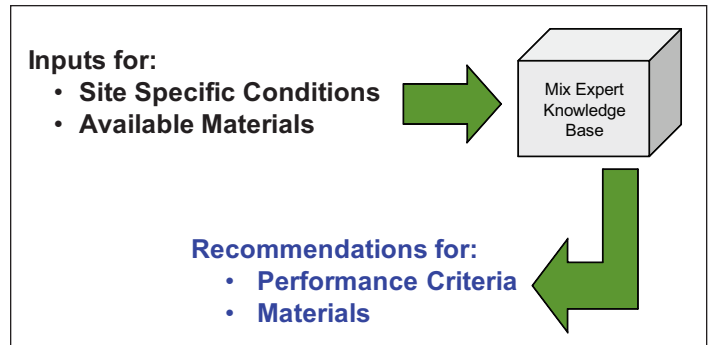 Inputs for:
• Site Specific Conditions
• Available Materials
Mix Expert
Knowledge
Base
Recommendations for:
• Performance Criteria
• Materials